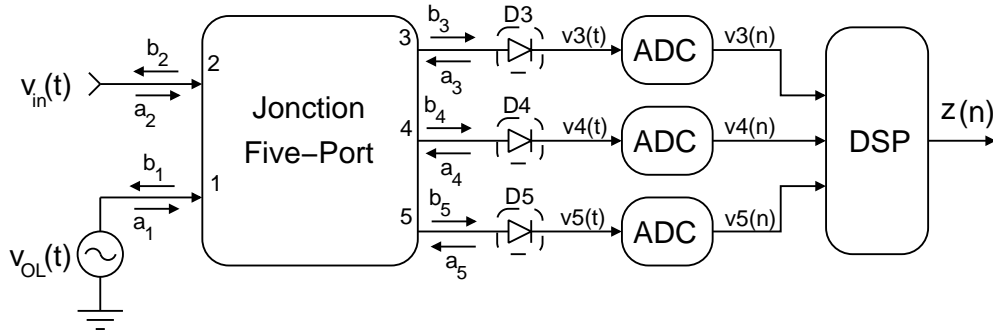 b3 D3
3 v3(t) ADC v3(n)
a3
b2
2
vin(t)
a2
Jonction
Five−Port
b4 D4
4 v4(t) ADC v4(n) DSP z(n)
a4
b1
1
a1
vOL(t)
b5 D5
5 v5(t) ADC v5(n)
a5